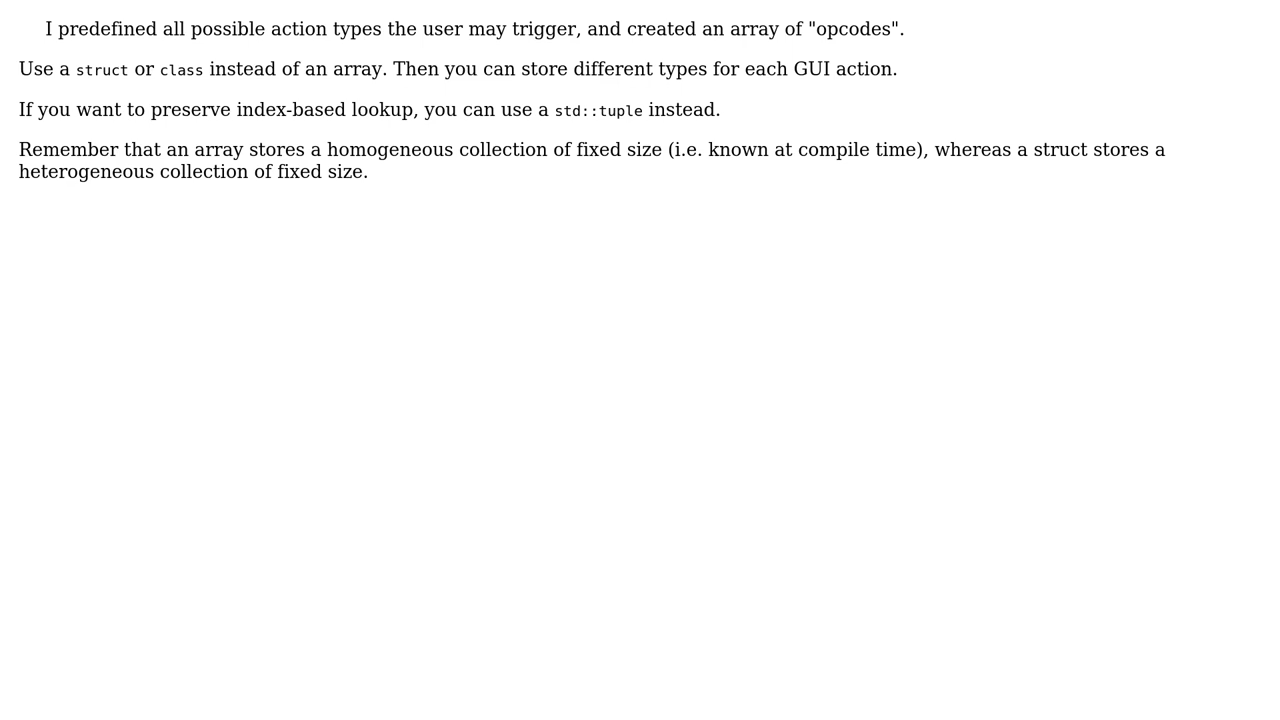 I predefined all possible action types the user may trigger, and created an array of "opcodes".
Use a struct or class instead of an array. Then you can store different types for each GUI action.
If you want to preserve index-based lookup, you can use a std::tuple instead.
Remember that an array stores a homogeneous collection of fixed size (i.e. known at compile time), whereas a struct stores a
heterogeneous collection of fixed size.